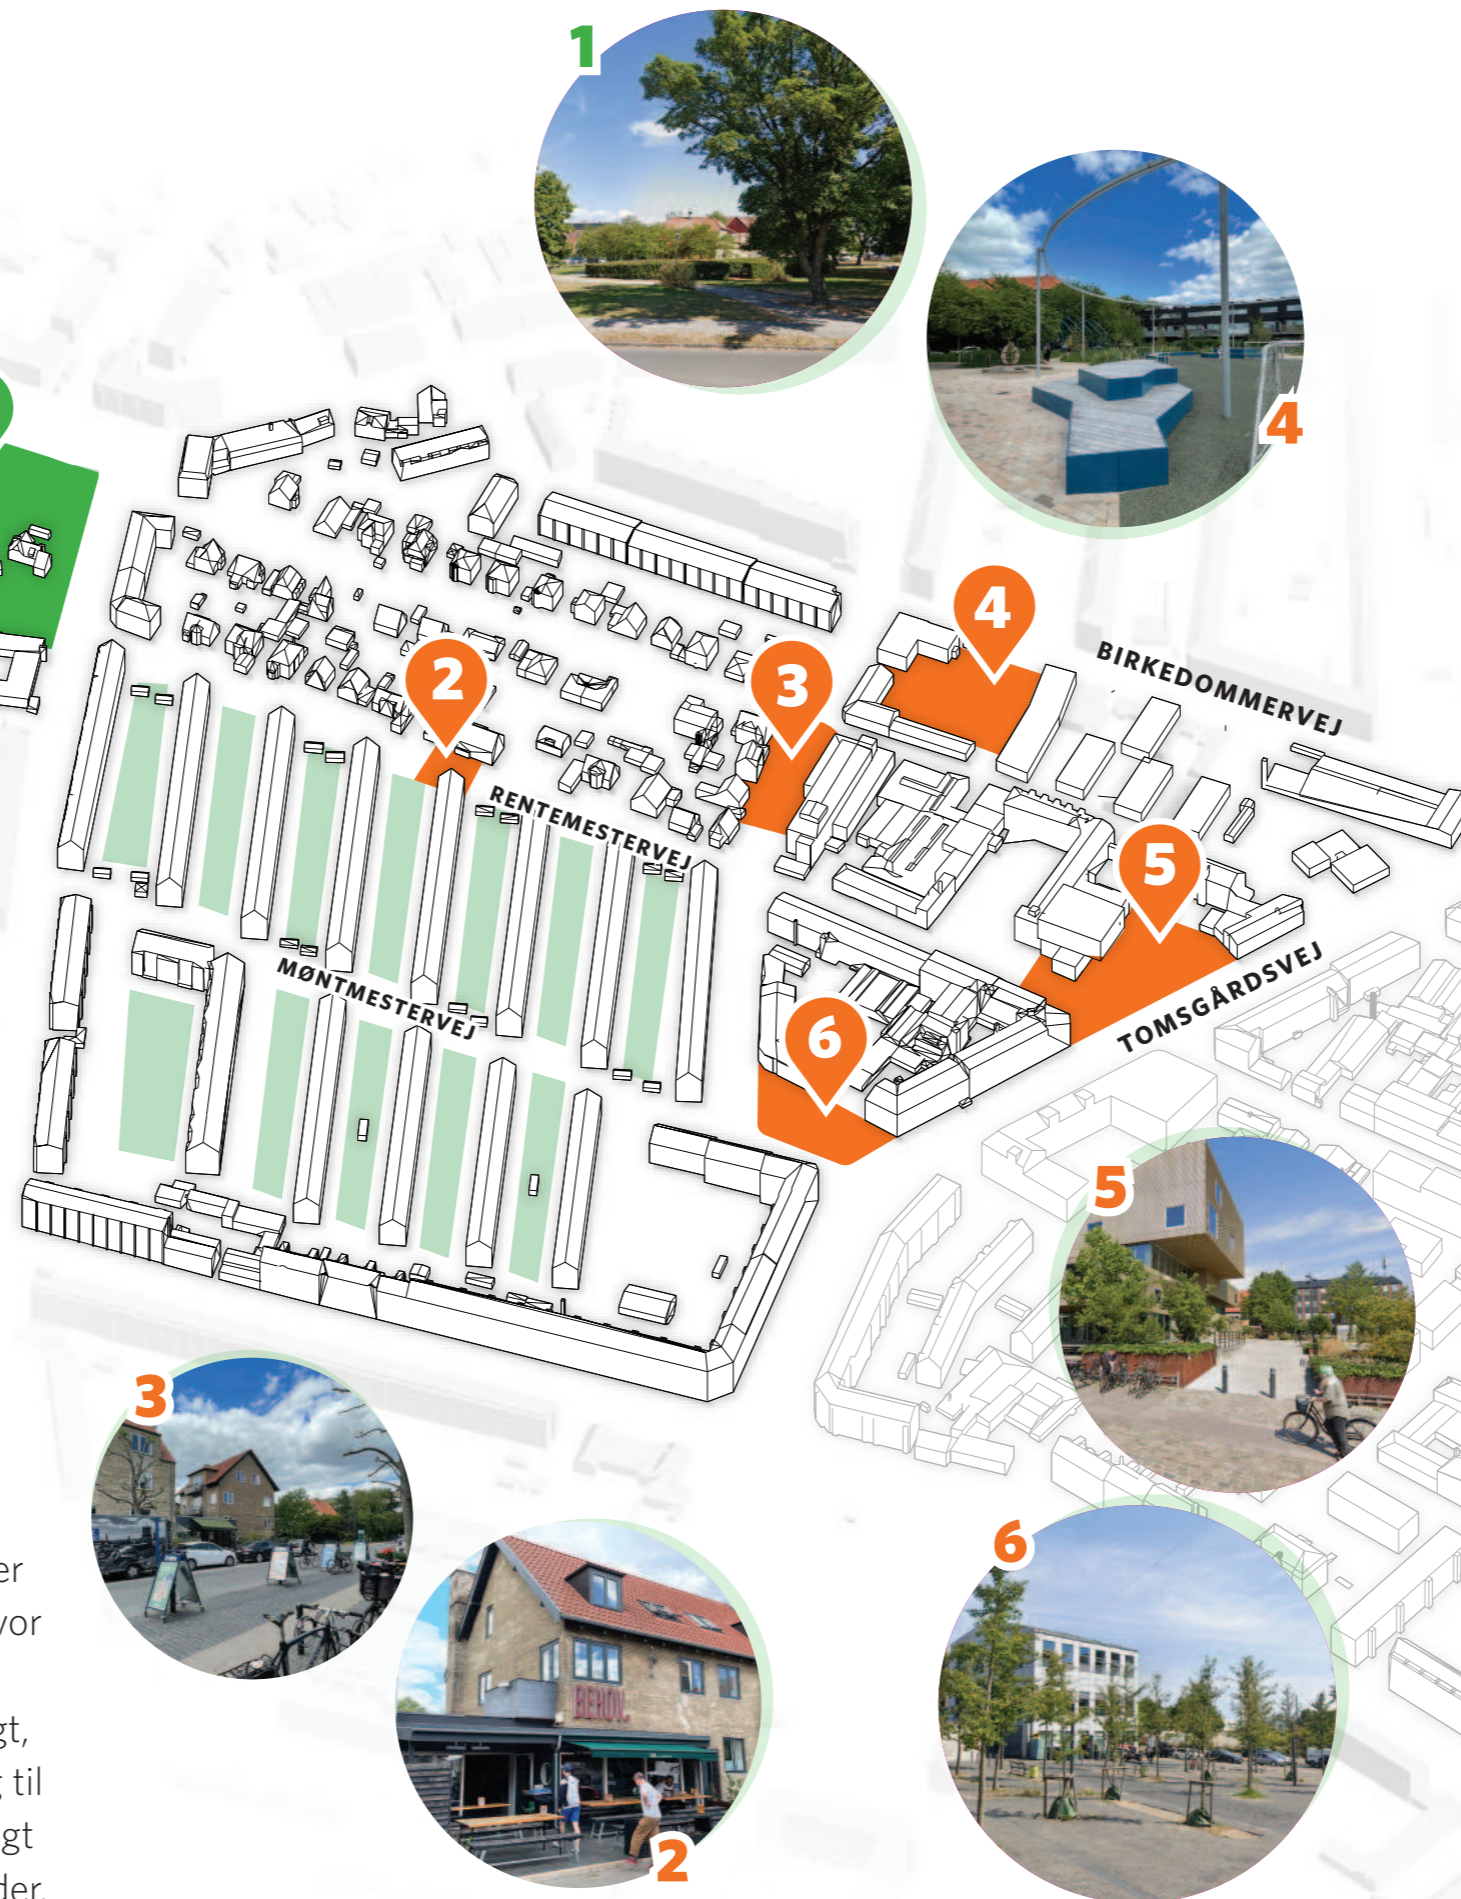 1
4
4
BIRKEDOMMERVEJ
2
3
RENTEMESTERVEJ
5
MØNTMESTERVEJ
TOMSGÅRDSVEJ
6
5
3
6
BEHOV.
2
er
vor
gt,
g til
gt
der.